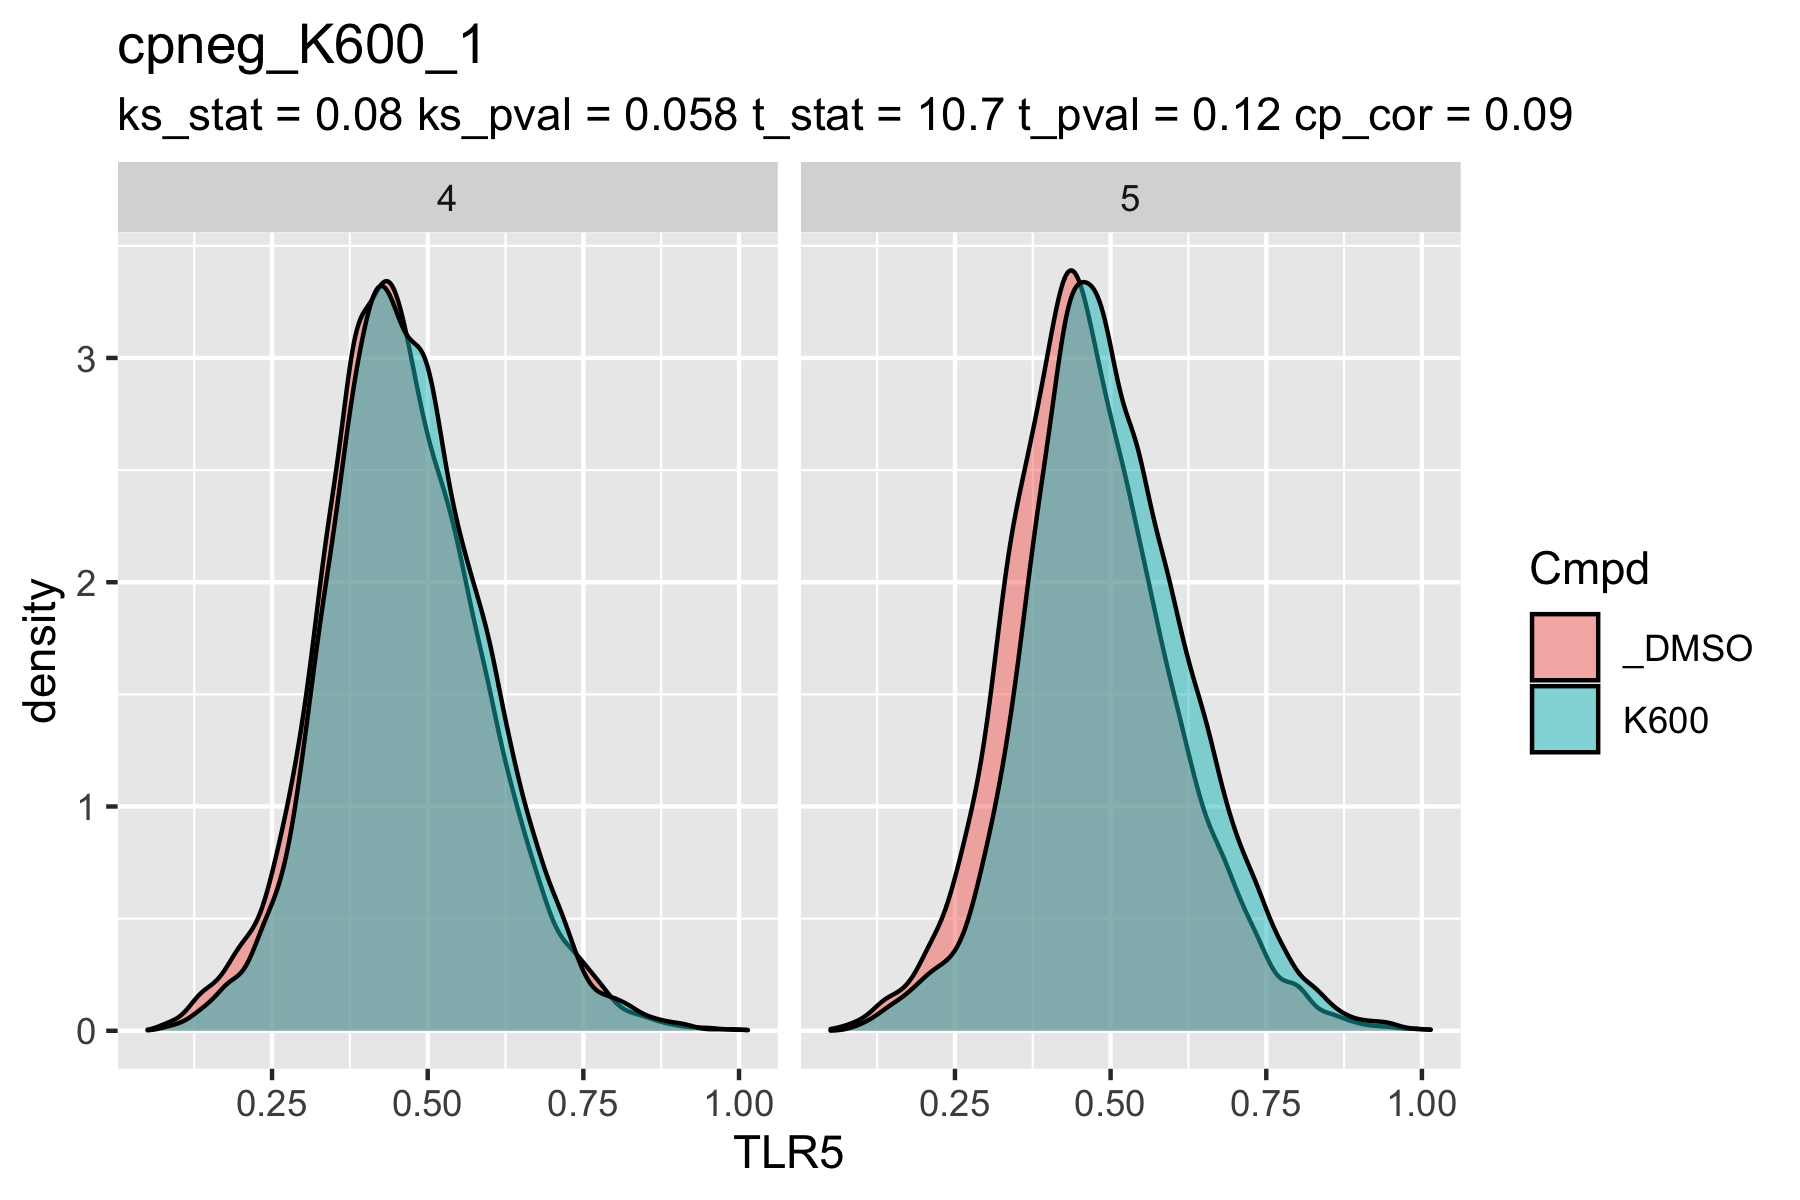 cpneg_K600_1
ks_stat = 0.08 ks_pval = 0.058 t_stat = 10.7 t_pval = 0.12 cp_cor = 0.09
4
5
3
2
1
0
density
0.25 0.50 0.75 1.00
0.25 0.50 0.75 1.00
TLR5
Cmpd
_DMSO
K600